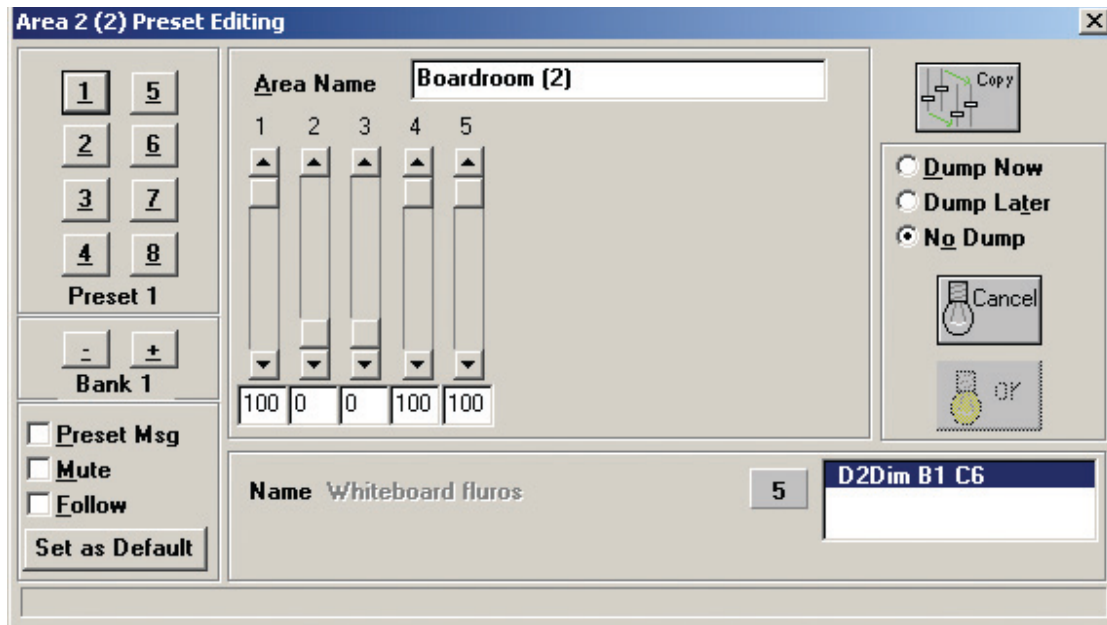 Area 2 (2) Preset Editing
1 5
2 6
3 7
4 8
Preset 1
- +
Bank 1
Preset Msg
Mute
Follow
Set as Default
Area Name Boardroom (2)
1 2 3 4 5
100 0 0 100 100
Copy
Dump Now
Dump Later
No Dump
Cancel
Name Whiteboard fluros 5 D2Dim B1 C6